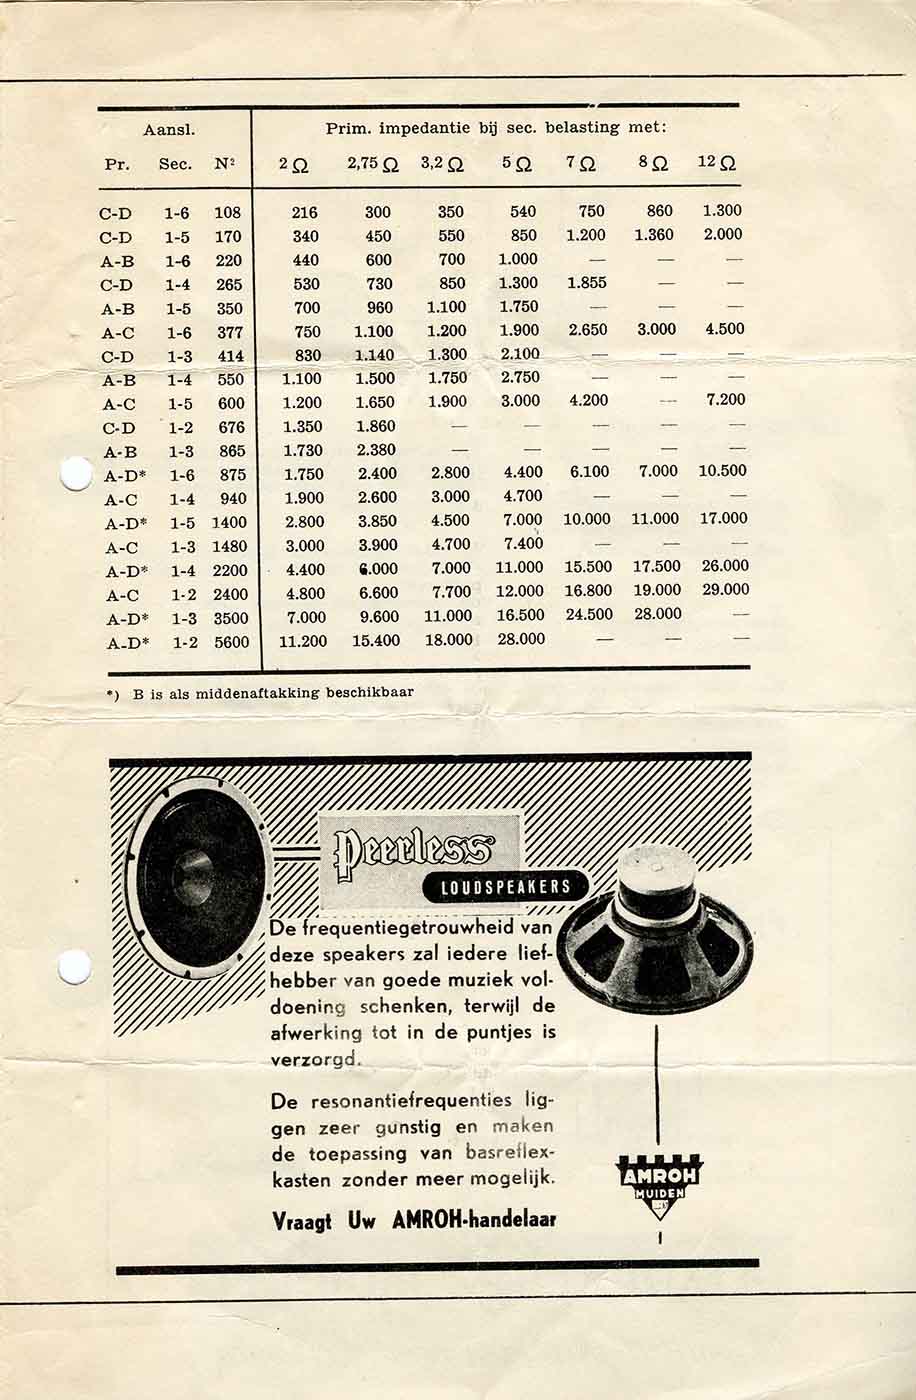 Aansl. Prim. impedantie bij sec. belasting met:
Pr. Sec. N² 2 Ω 2,75 Ω 3,2 Ω 5 Ω 7 Ω 8 Ω 12 Ω
C-D 1-6 108 216 300 350 540 750 860 1.300
C-D 1-5 170 340 450 550 850 1.200 1.360 2.000
A-B 1-6 220 440 600 700 1.000 — — —
C-D 1-4 265 530 730 850 1.300 1.855 — —
A-B 1-5 350 700 960 1.100 1.750 — — —
A-C 1-6 377 750 1.100 1.200 1.900 2.650 3.000 4.500
C-D 1-3 414 830 1.140 1.300 2.100 — — —
A-B 1-4 550 1.100 1.500 1.750 2.750 — — —
A-C 1-5 600 1.200 1.650 1.900 3.000 4.200 — 7.200
C-D 1-2 676 1.350 1.860 — — — — —
A-B 1-3 865 1.730 2.380 — — — — —
A-D* 1-6 875 1.750 2.400 2.800 4.400 6.100 7.000 10.500
A-C 1-4 940 1.900 2.600 3.000 4.700 — — —
A-D* 1-5 1400 2.800 3.850 4.500 7.000 10.000 11.000 17.000
A-C 1-3 1480 3.000 3.900 4.700 7.400 — — —
A-D* 1-4 2200 4.400 6.000 7.000 11.000 15.500 17.500 26.000
A-C 1-2 2400 4.800 6.600 7.700 12.000 16.800 19.000 29.000
A-D* 1-3 3500 7.000 9.600 11.000 16.500 24.500 28.000 —
A-D* 1-2 5600 11.200 15.400 18.000 28.000 — — —
*) B is als middenaftakking beschikbaar
Peerless
LOUDSPEAKERS
De frequentiegetrouwheid van
deze speakers zal iedere lief-
hebber van goede muziek vol-
doening schenken, terwijl de
afwerking tot in de puntjes is
verzorgd.
De resonantiefrequenties lig-
gen zeer gunstig en maken
de toepassing van basreflex-
kasten zonder meer mogelijk.
Vraagt Uw AMROH-handelaar
AMROH
MUIDEN